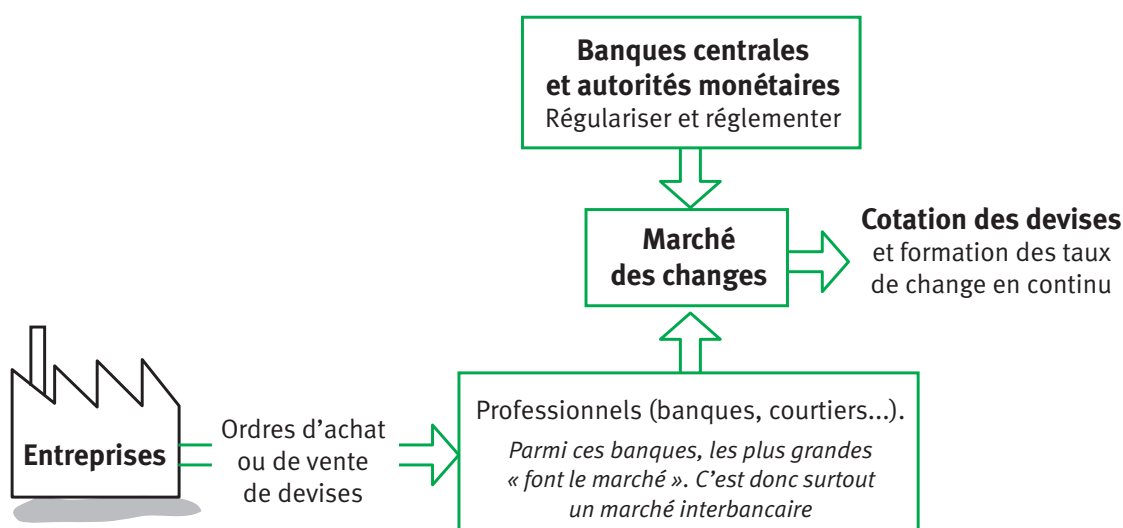 Banques centrales
et autorités monétaires
Régulariser et réglementer
Marché
des changes
Cotation des devises
et formation des taux
de change en continu
Entreprises
Ordres d'achat
ou de vente
de devises
Professionnels (banques, courtiers...).
Parmi ces banques, les plus grandes
« font le marché ». C'est donc surtout
un marché interbancaire